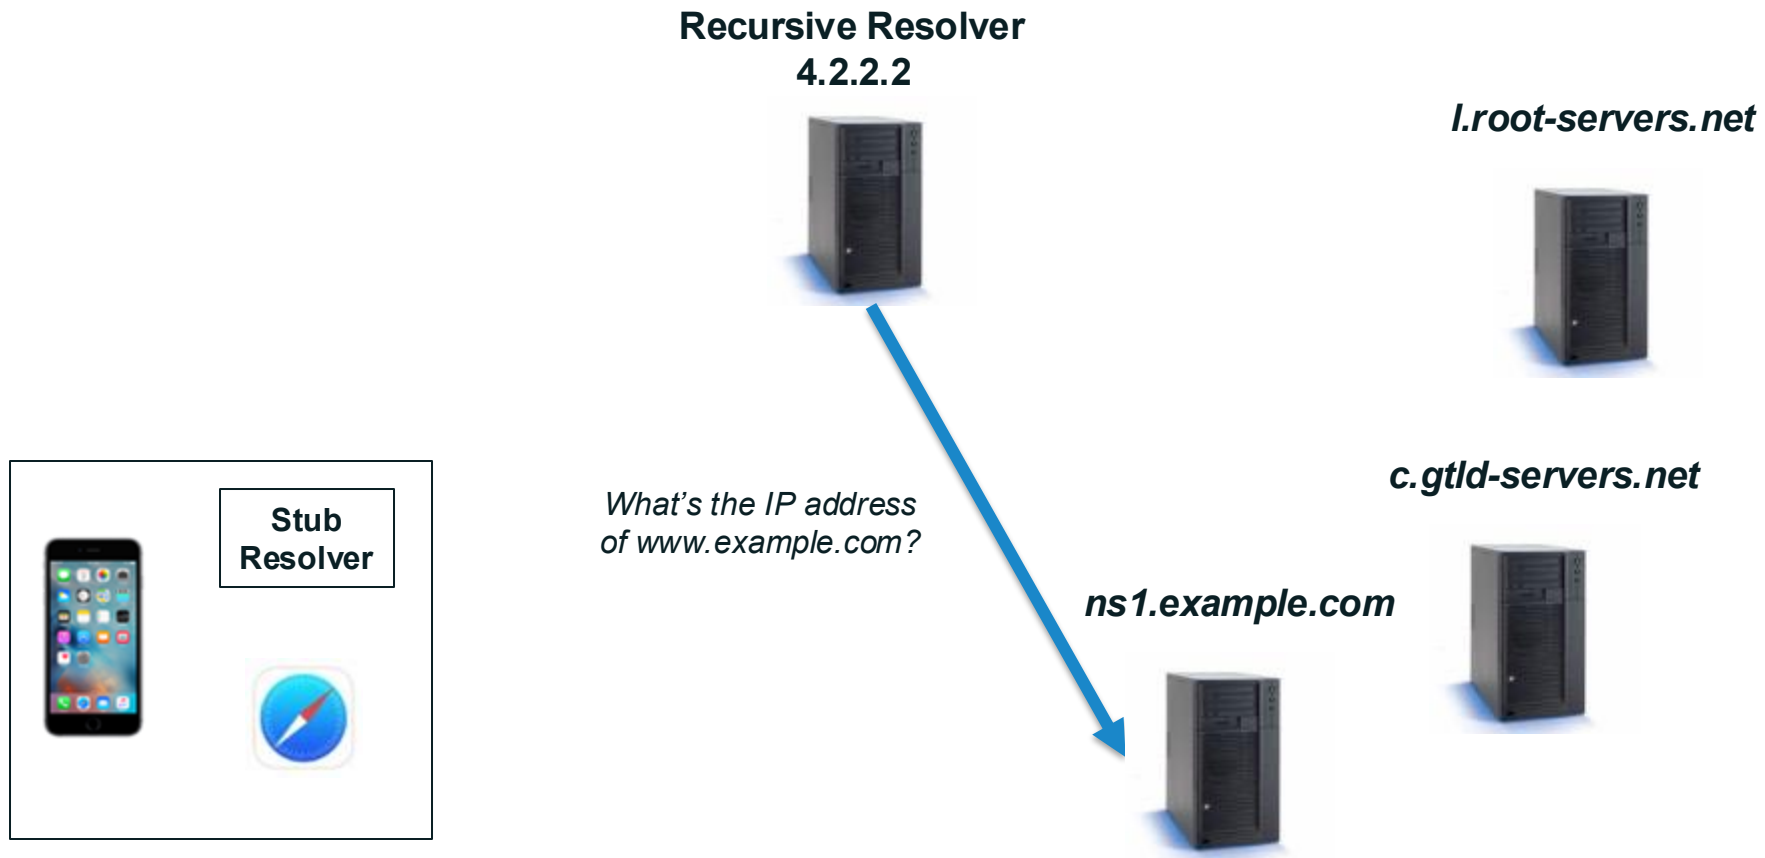 Recursive Resolver
4.2.2.2
l.root-servers.net
c.gtld-servers.net
Stub
Resolver
What's the IP address
of www.example.com?
ns1.example.com